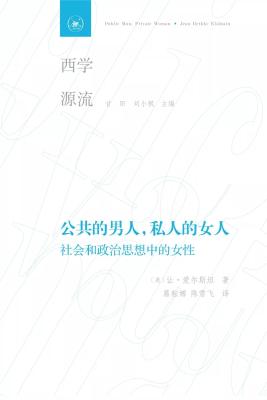 Public Man, Private Woman • Jean Bethke Elshtain
西学
源流
甘阳 刘小枫 主编
公共的男人，私人的女人
社会和政治思想中的女性
（美）让·爱尔斯坦 著
葛耘娜 陈雪飞 译